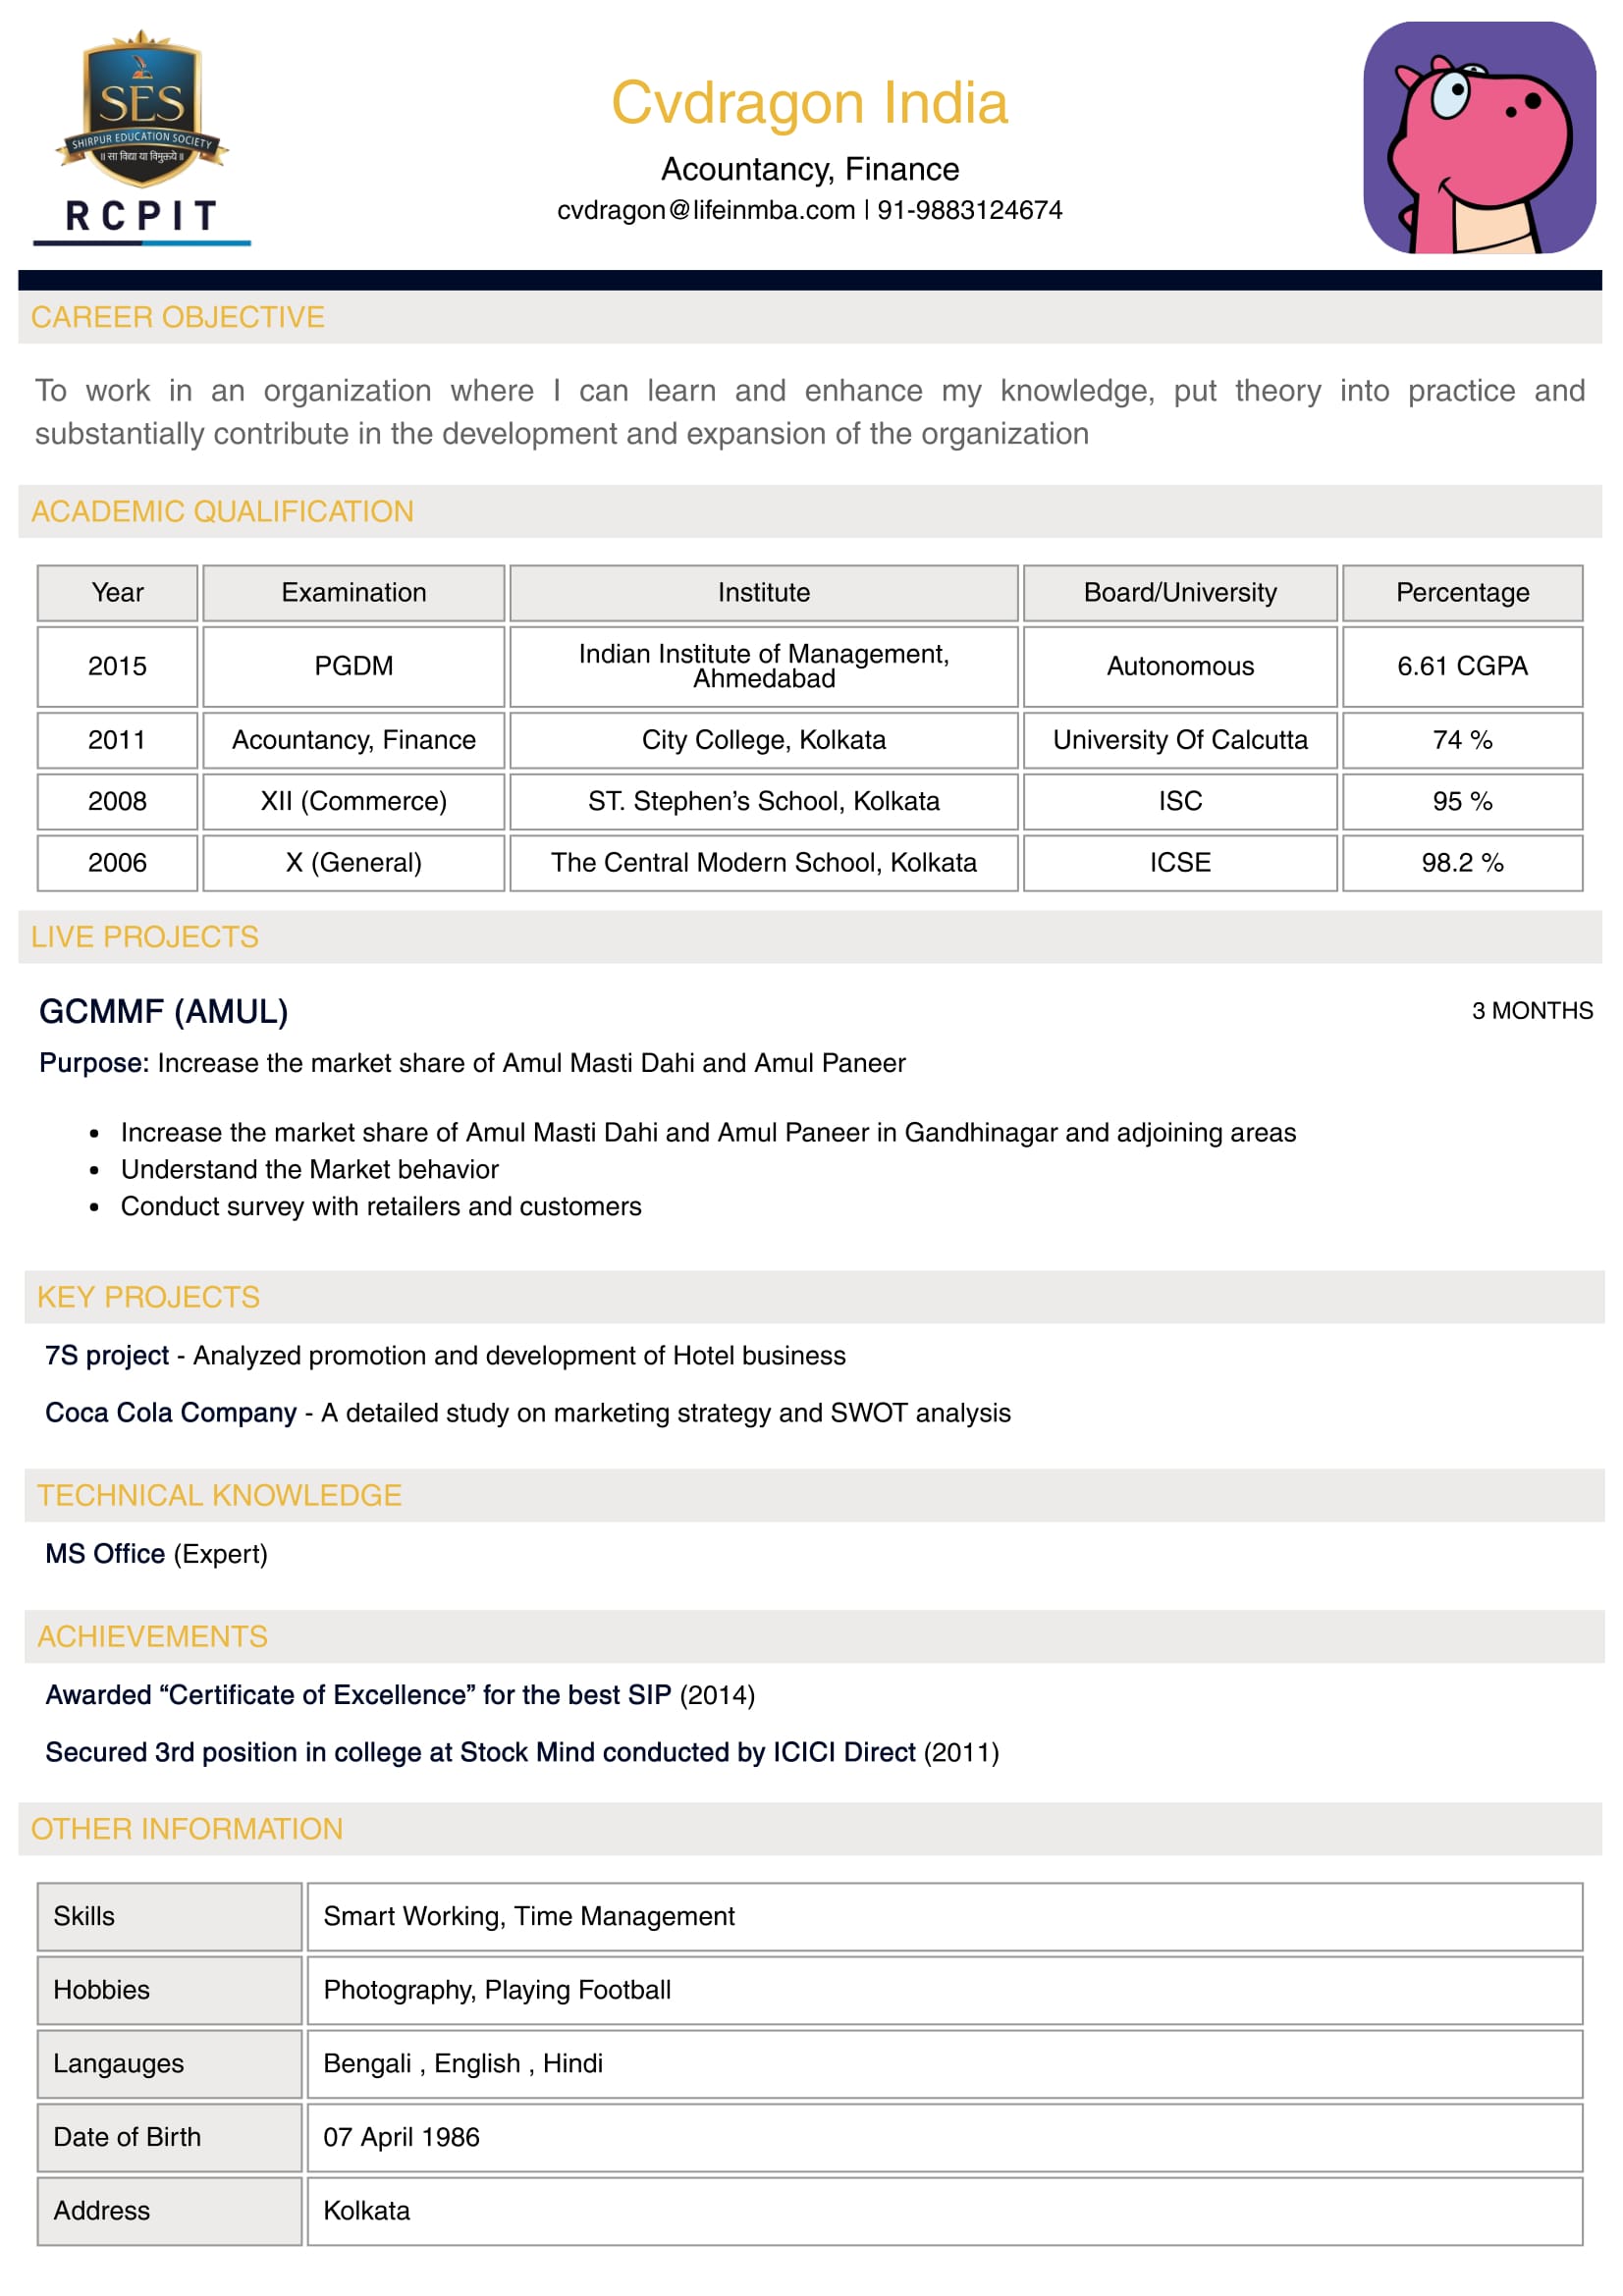 SES
SHIRPUR EDUCATION SOCIETY
॥ सा विद्या या विमुक्तये ॥
RCPIT
Cvdragon India
Acountancy, Finance
cvdragon@lifeinmba.com | 91-9883124674
CAREER OBJECTIVE
To work in an organization where I can learn and enhance my knowledge, put theory into practice and
substantially contribute in the development and expansion of the organization
ACADEMIC QUALIFICATION
Year Examination Institute Board/University Percentage
2015 PGDM Indian Institute of Management, Ahmedabad Autonomous 6.61 CGPA
2011 Acountancy, Finance City College, Kolkata University Of Calcutta 74 %
2008 XII (Commerce) ST. Stephen’s School, Kolkata ISC 95 %
2006 X (General) The Central Modern School, Kolkata ICSE 98.2 %
LIVE PROJECTS
GCMMF (AMUL) 3 MONTHS
Purpose: Increase the market share of Amul Masti Dahi and Amul Paneer
• Increase the market share of Amul Masti Dahi and Amul Paneer in Gandhinagar and adjoining areas
• Understand the Market behavior
• Conduct survey with retailers and customers
KEY PROJECTS
7S project - Analyzed promotion and development of Hotel business
Coca Cola Company - A detailed study on marketing strategy and SWOT analysis
TECHNICAL KNOWLEDGE
MS Office (Expert)
ACHIEVEMENTS
Awarded “Certificate of Excellence” for the best SIP (2014)
Secured 3rd position in college at Stock Mind conducted by ICICI Direct (2011)
OTHER INFORMATION
Skills Smart Working, Time Management
Hobbies Photography, Playing Football
Langauges Bengali , English , Hindi
Date of Birth 07 April 1986
Address Kolkata